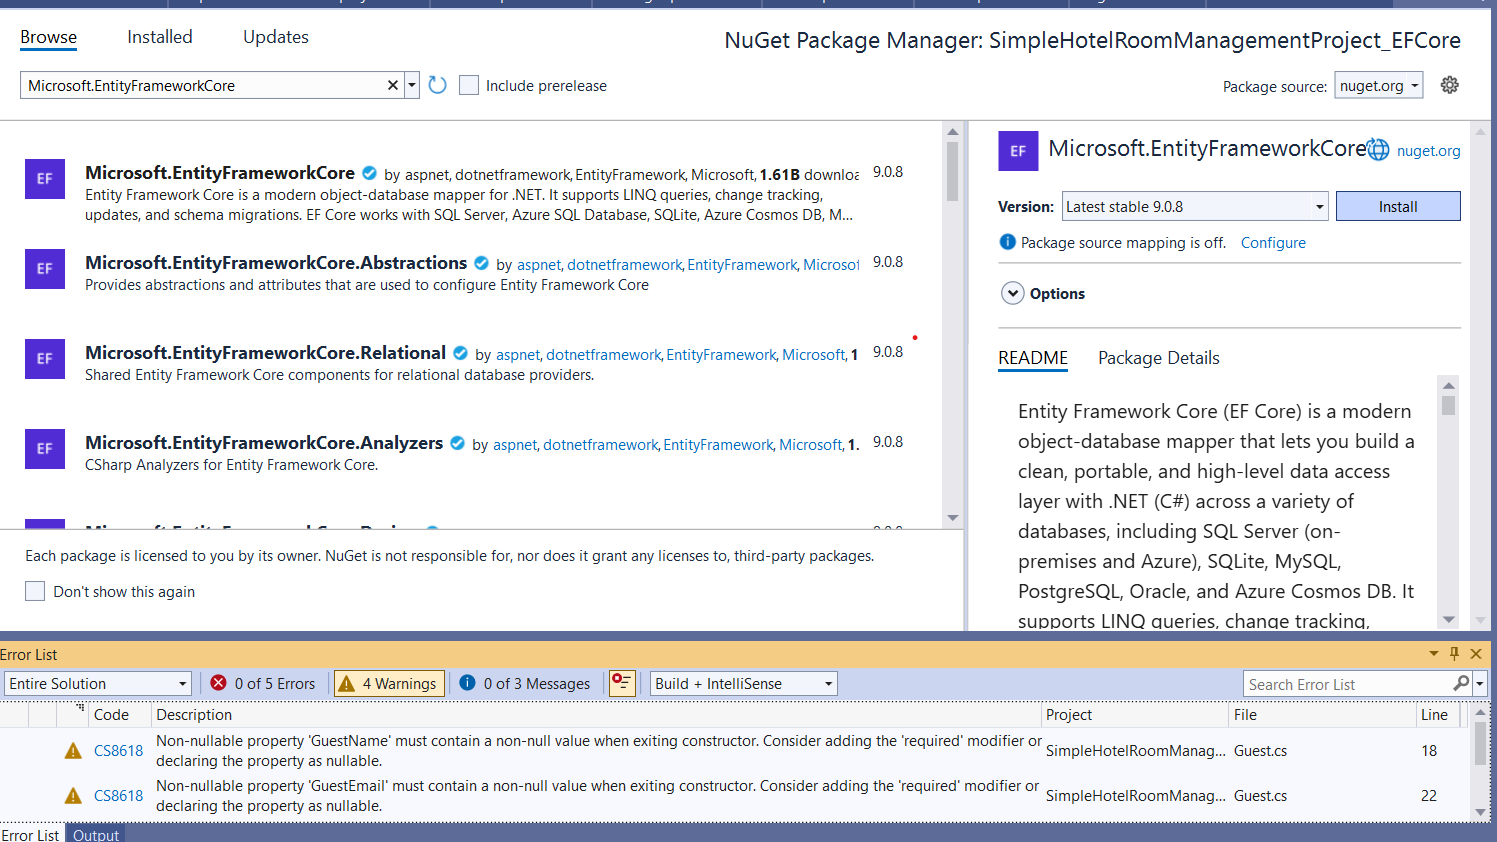 Browse
Installed
Updates
NuGet Package Manager: SimpleHotelRoomManagementProject_EFCore
Microsoft.EntityFrameworkCore
Include prerelease
Package source:
nuget.org
EF
Microsoft.EntityFrameworkCore by aspnet, dotnetframework, EntityFramework, Microsoft, 1.61B downloa
9.0.8
Entity Framework Core is a modern object-database mapper for .NET. It supports LINQ queries, change tracking,
updates, and schema migrations. EF Core works with SQL Server, Azure SQL Database, SQLite, Azure Cosmos DB, M...
EF
Microsoft.EntityFrameworkCore.Abstractions by aspnet, dotnetframework, EntityFramework, Microsof
9.0.8
Provides abstractions and attributes that are used to configure Entity Framework Core
EF
Microsoft.EntityFrameworkCore.Relational by aspnet, dotnetframework, EntityFramework, Microsoft, 1
9.0.8
Shared Entity Framework Core components for relational database providers.
EF
Microsoft.EntityFrameworkCore.Analyzers by aspnet, dotnetframework, EntityFramework, Microsoft, 1.
9.0.8
CSharp Analyzers for Entity Framework Core.
Each package is licensed to you by its owner. NuGet is not responsible for, nor does it grant any licenses to, third-party packages.
Don't show this again
EF
Microsoft.EntityFrameworkCore
nuget.org
Version:
Latest stable 9.0.8
Install
Package source mapping is off. Configure
Options
README
Package Details
Entity Framework Core (EF Core) is a modern
object-database mapper that lets you build a
clean, portable, and high-level data access
layer with .NET (C#) across a variety of
databases, including SQL Server (on-
premises and Azure), SQLite, MySQL,
PostgreSQL, Oracle, and Azure Cosmos DB. It
supports LINQ queries, change tracking,
Error List
Entire Solution
0 of 5 Errors
4 Warnings
0 of 3 Messages
Build + IntelliSense
Search Error List
Code
Description
Project
File
Line
CS8618
Non-nullable property 'GuestName' must contain a non-null value when exiting constructor. Consider adding the 'required' modifier or
declaring the property as nullable.
SimpleHotelRoomManag...
Guest.cs
18
CS8618
Non-nullable property 'GuestEmail' must contain a non-null value when exiting constructor. Consider adding the 'required' modifier or
declaring the property as nullable.
SimpleHotelRoomManag...
Guest.cs
22
Error List
Output